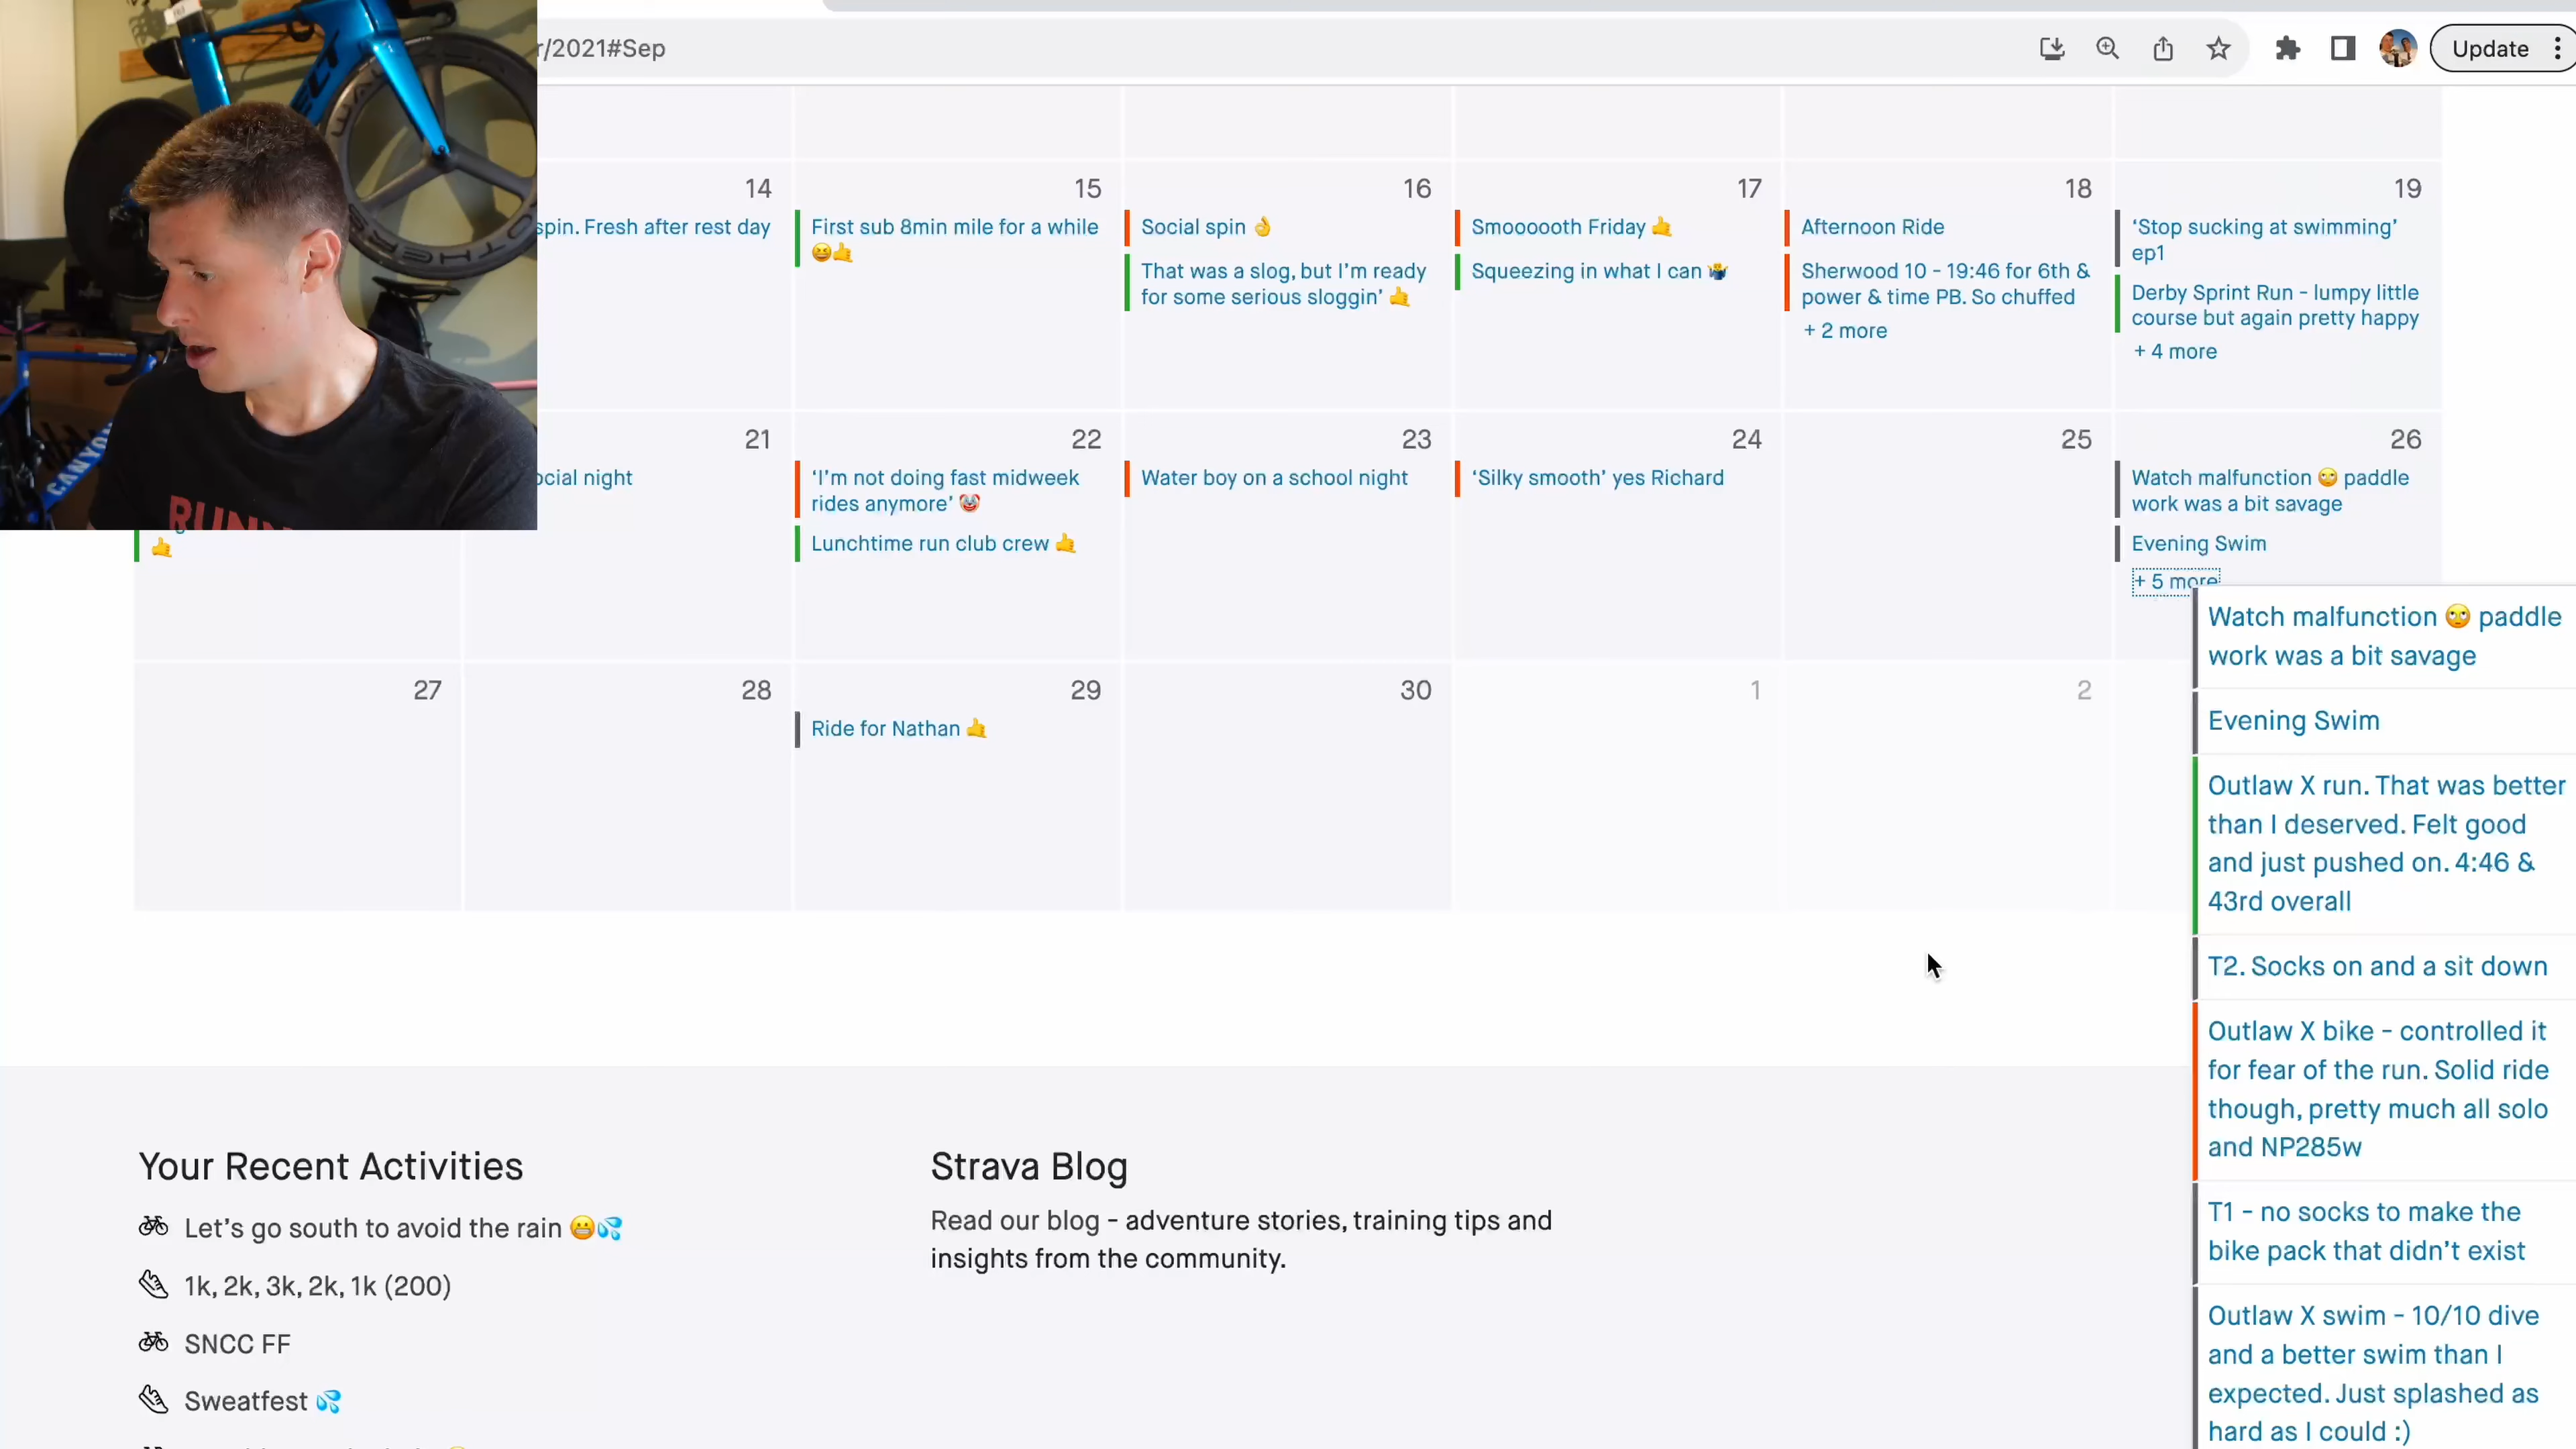 r/2021#Sep
Update
14
15
16
17
18
19
spin. Fresh after rest day
First sub 8min mile for a while
😆🤙
Social spin 👌
That was a slog, but I'm ready
for some serious sloggin' 🤙
Smoooooth Friday 🤙
Squeezing in what I can 🤷‍♂️
Afternoon Ride
Sherwood 10 - 19:46 for 6th &
power & time PB. So chuffed
+ 2 more
'Stop sucking at swimming'
ep1
Derby Sprint Run - lumpy little
course but again pretty happy
+ 4 more
21
22
23
24
25
26
ocial night
'I'm not doing fast midweek
rides anymore' 🤡
Lunchtime run club crew 🤙
Water boy on a school night
'Silky smooth' yes Richard
Watch malfunction 🙄 paddle
work was a bit savage
Evening Swim
+ 5 more
🤙
27
28
29
30
1
2
Ride for Nathan 🤙
Watch malfunction 🙄 paddle
work was a bit savage
Evening Swim
Outlaw X run. That was better
than I deserved. Felt good
and just pushed on. 4:46 &
43rd overall
T2. Socks on and a sit down
Outlaw X bike - controlled it
for fear of the run. Solid ride
though, pretty much all solo
and NP285w
T1 - no socks to make the
bike pack that didn't exist
Outlaw X swim - 10/10 dive
and a better swim than I
expected. Just splashed as
hard as I could :)
Your Recent Activities
Let's go south to avoid the rain 😬💦
1k, 2k, 3k, 2k, 1k (200)
SNCC FF
Sweatfest 💦
Strava Blog
Read our blog - adventure stories, training tips and
insights from the community.
CANYON
RUNN